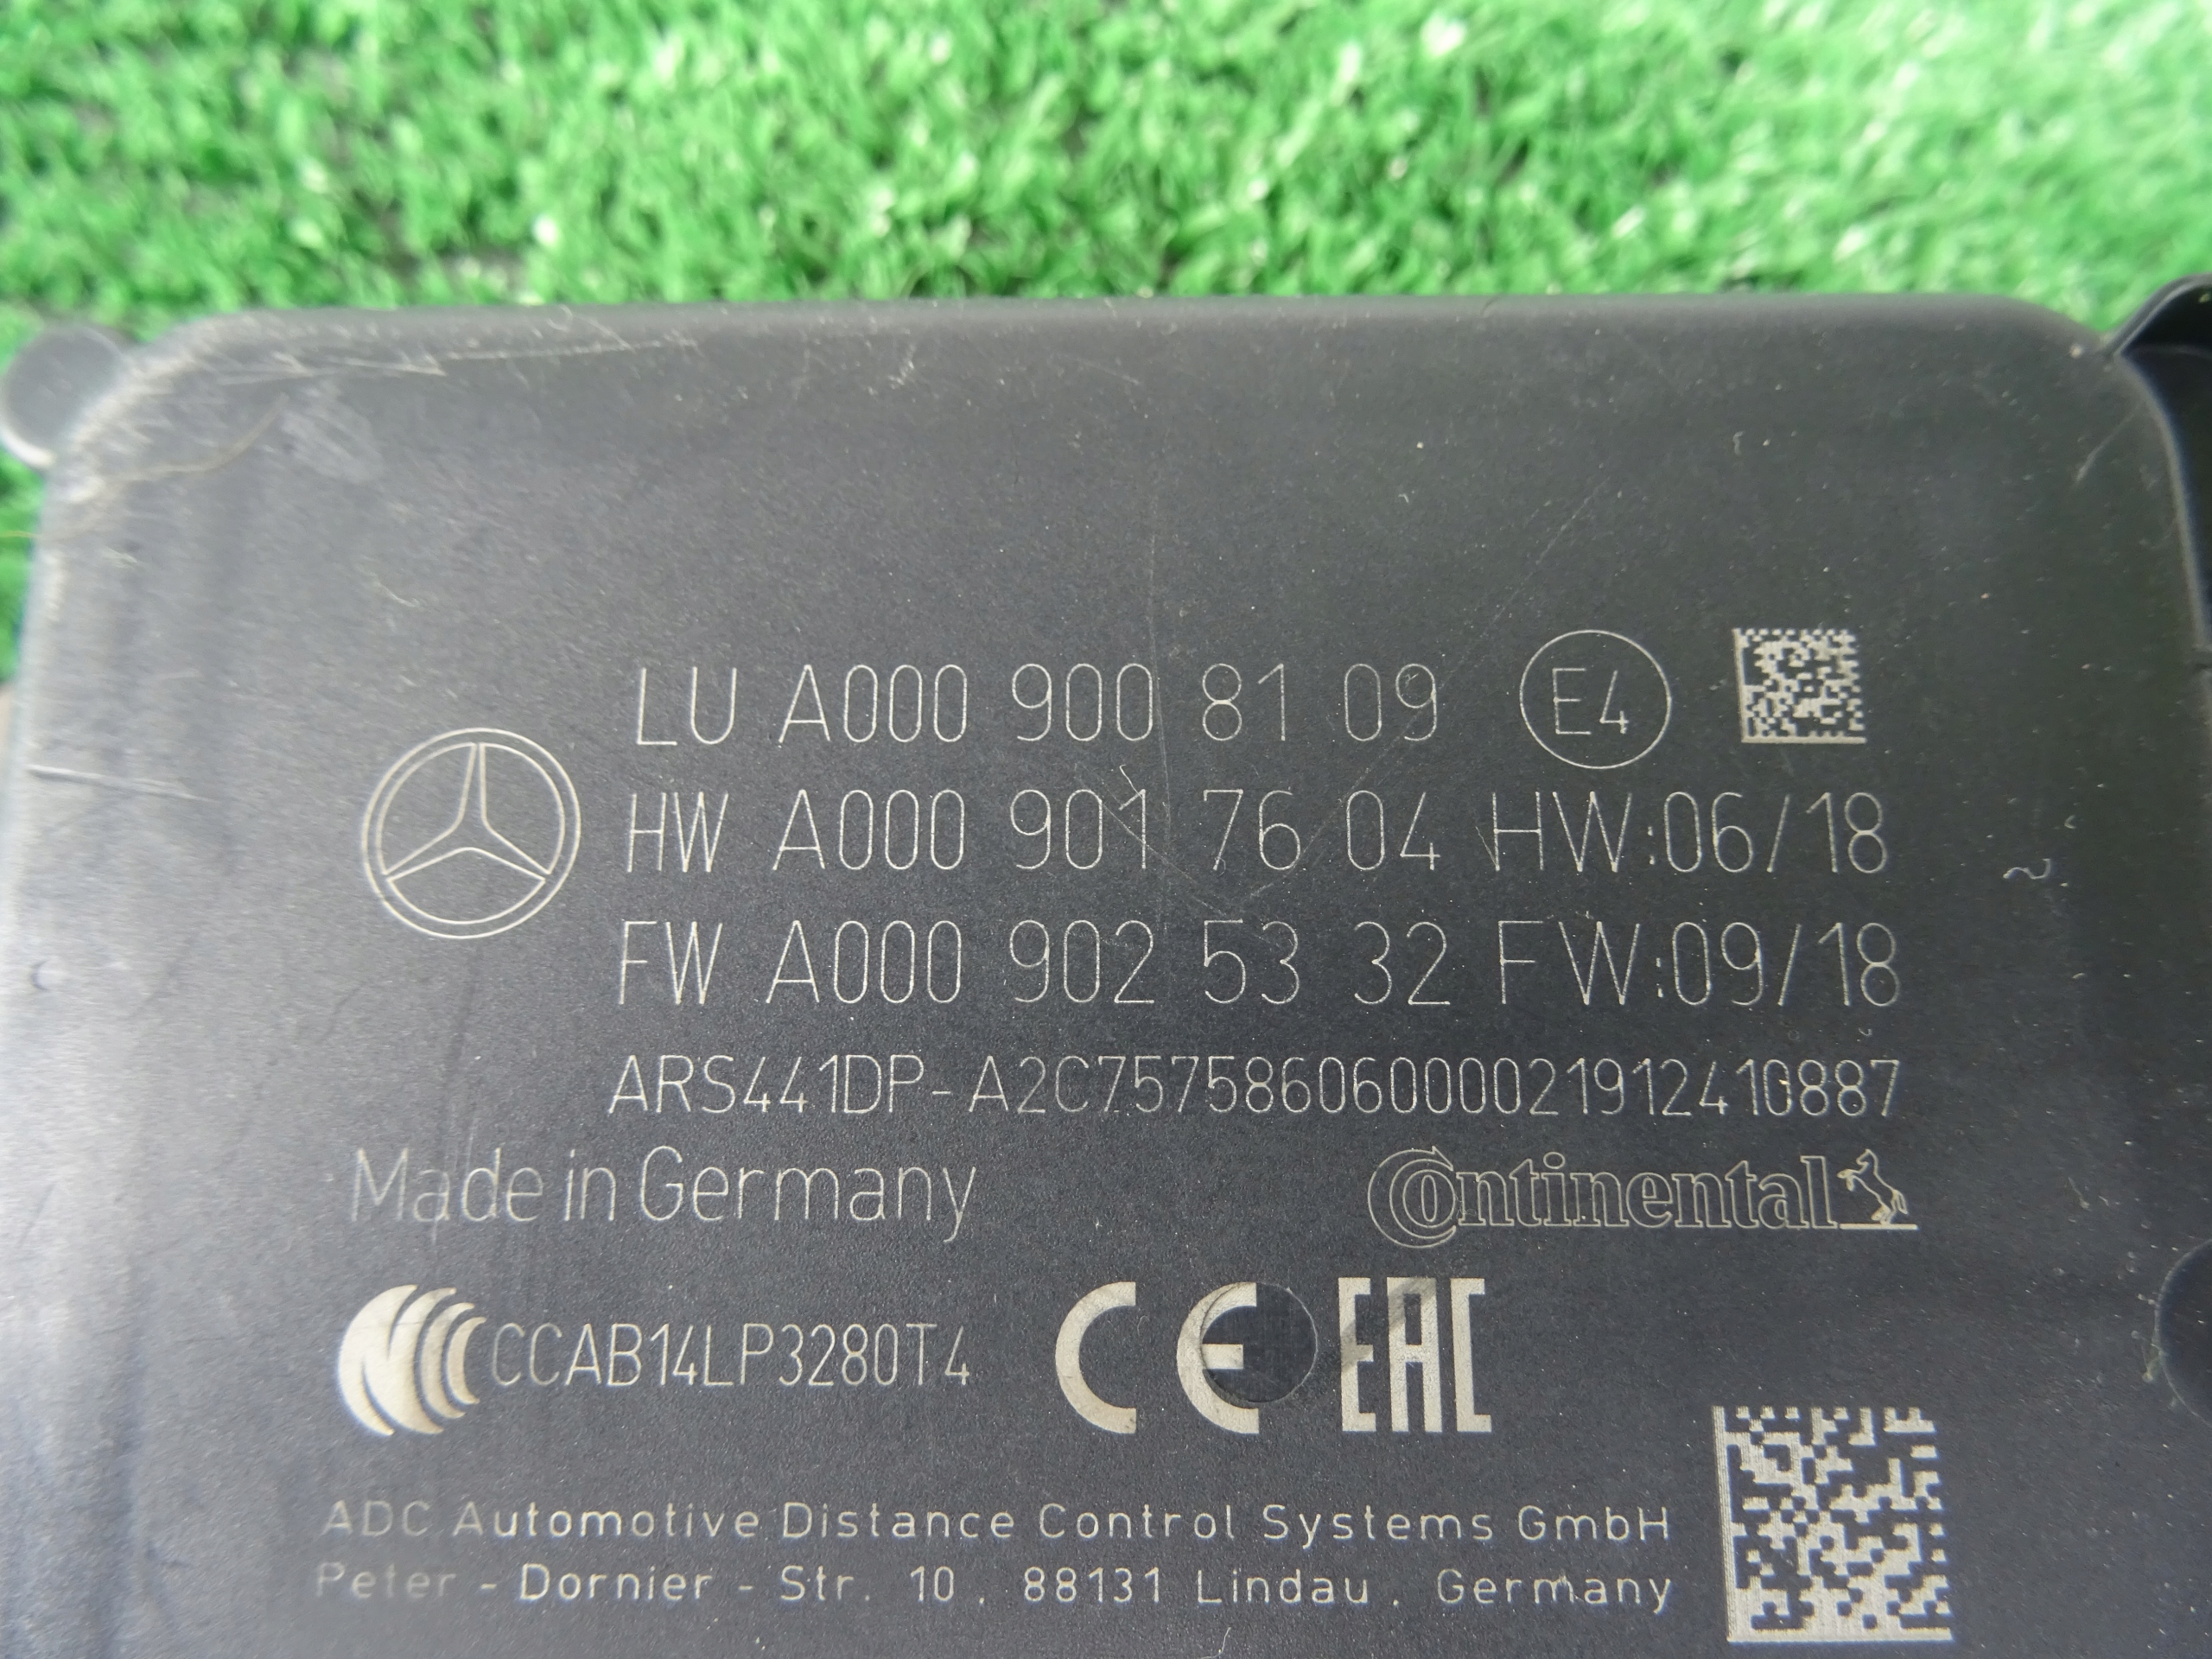 LU A000 900 81 09 E4
HW A000 901 76 04 HW:06/18
FW A000 902 53 32 FW:09/18
ARS441DP-A2C75758606000021912410887
Made in Germany Continental
CCAB14LP3280T4 CE EAC
ADC Automotive Distance Control Systems GmbH
Peter - Dornier - Str. 10, 88131 Lindau, Germany